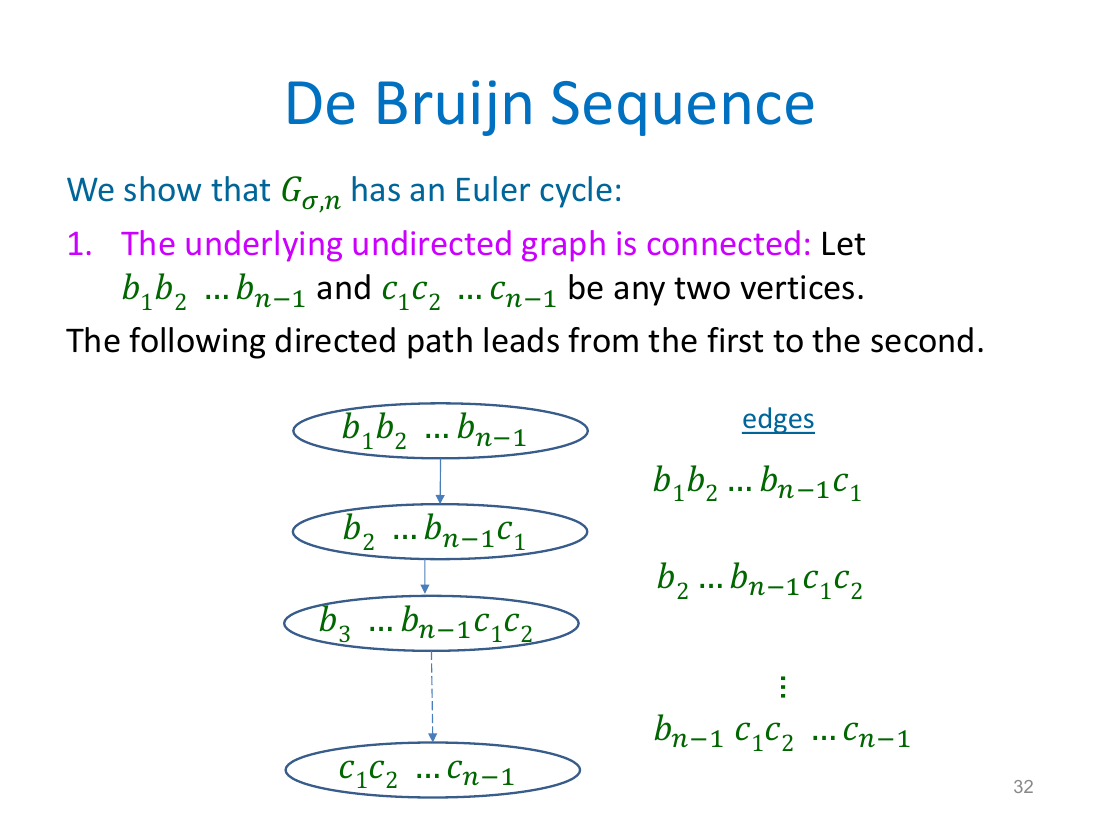 De Bruijn Sequence
We show that G_{σ,n} has an Euler cycle:
1. The underlying undirected graph is connected: Let
b_1b_2 …b_{n−1} and c_1c_2 …c_{n−1} be any two vertices.
The following directed path leads from the first to the second.
edges
b_1b_2 …b_{n−1}
b_1b_2 …b_{n−1}c_1
b_2 …b_{n−1}c_1
b_2 …b_{n−1}c_1c_2
b_3 …b_{n−1}c_1c_2
⋮
b_{n−1} c_1c_2 …c_{n−1}
c_1c_2 …c_{n−1}
32